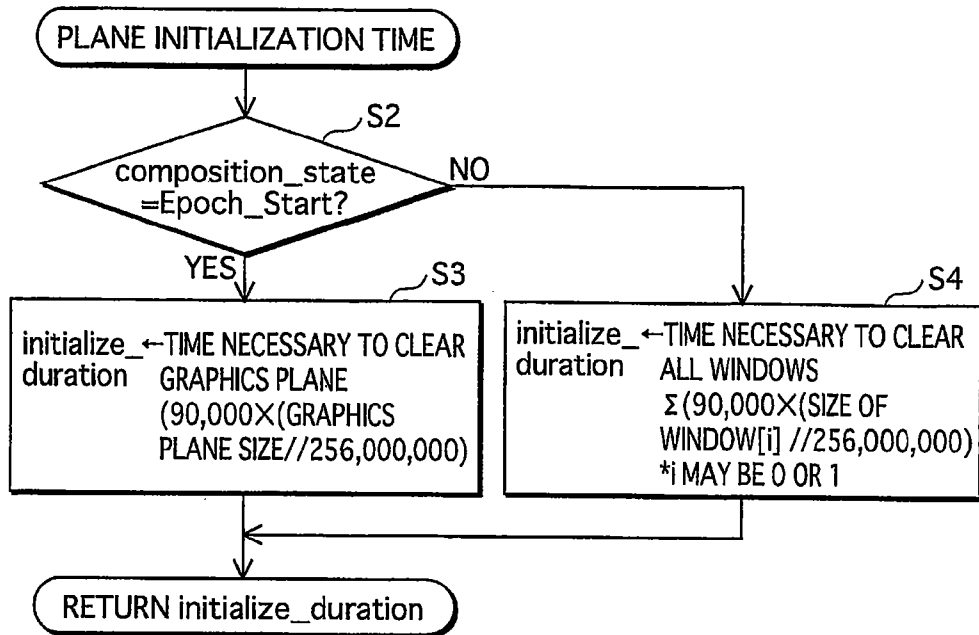 PLANE INITIALIZATION TIME
S2
composition_state
=Epoch_Start?
NO
YES
S3
initialize_ ←TIME NECESSARY TO CLEAR
duration GRAPHICS PLANE
(90,000×(GRAPHICS
PLANE SIZE//256,000,000)
S4
initialize_ ←TIME NECESSARY TO CLEAR
duration ALL WINDOWS
Σ(90,000×(SIZE OF
WINDOW[i] //256,000,000)
*i MAY BE 0 OR 1
RETURN initialize_duration